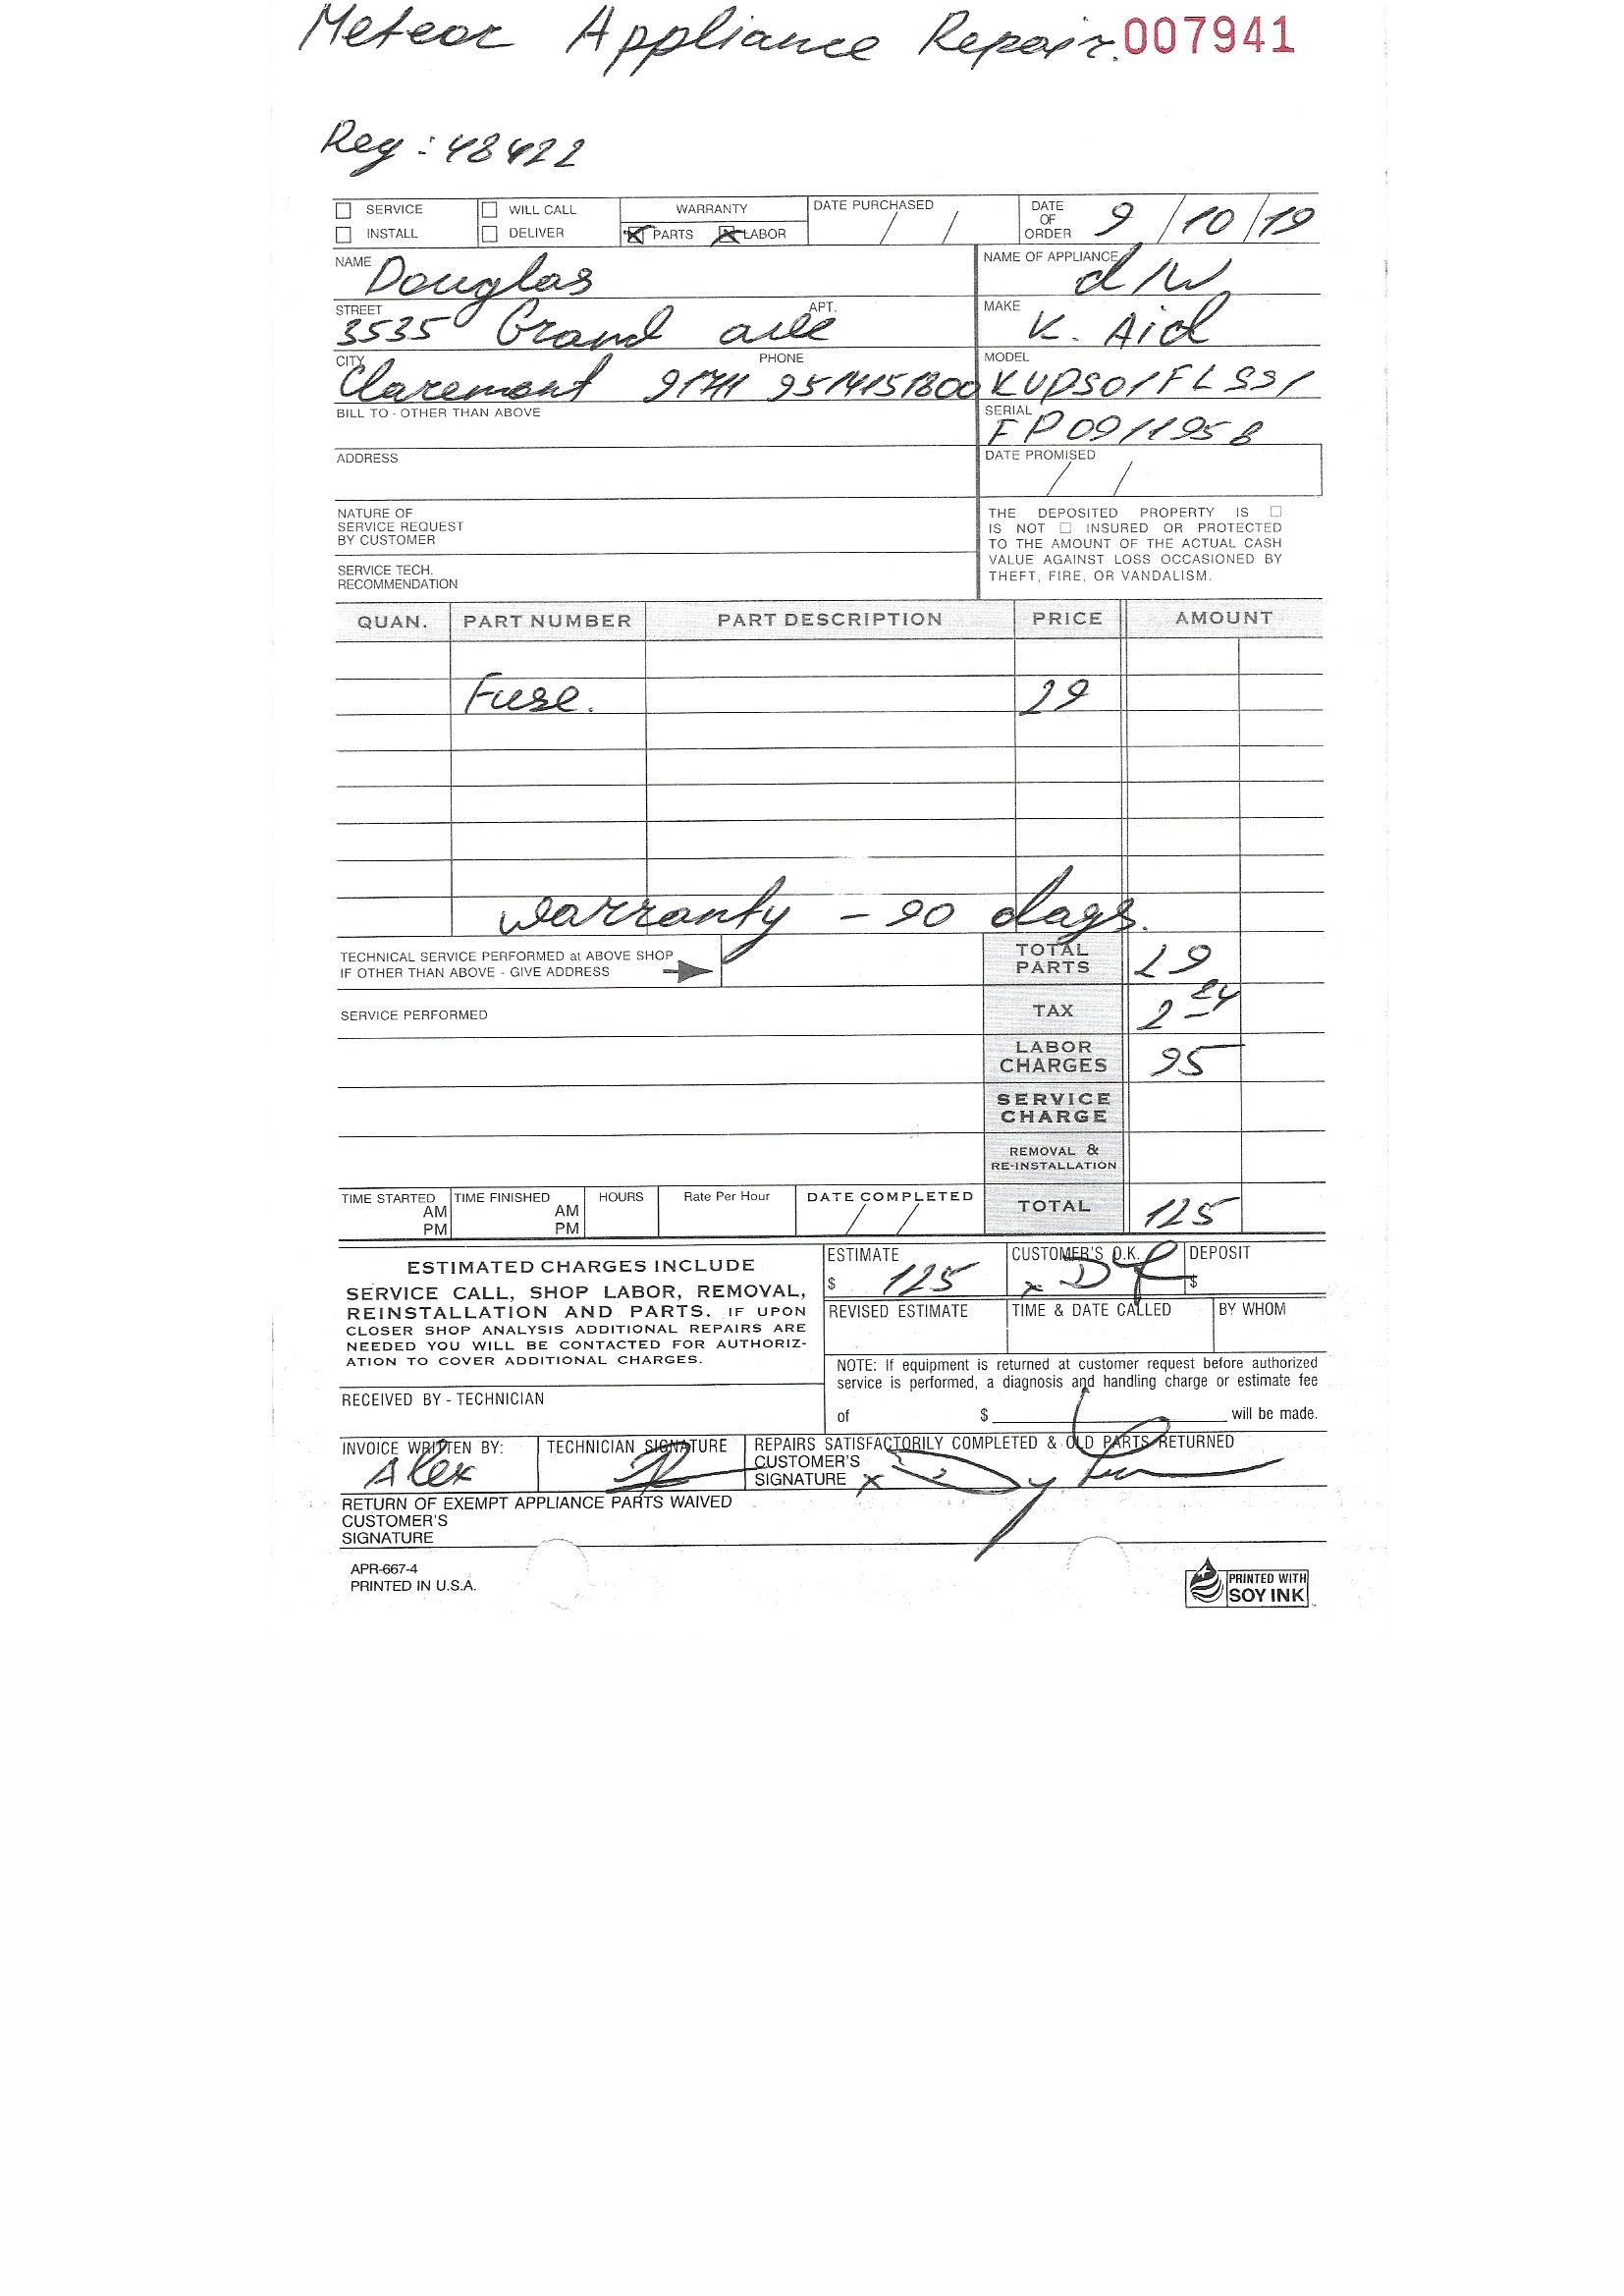 Meteor Appliance Repair. 007941
Reg: 48422
SERVICE WILL CALL WARRANTY DATE PURCHASED / / DATE OF ORDER 9/10/19
INSTALL DELIVER PARTS LABOR
NAME Douglas NAME OF APPLIANCE d/w
STREET 3535 Grand ave APT. MAKE K. Aid
CITY Claremont 91711 PHONE 9514151800 MODEL KUDS01FLSS1
BILL TO - OTHER THAN ABOVE SERIAL FP0911958
ADDRESS DATE PROMISED / /
NATURE OF
SERVICE REQUEST
BY CUSTOMER
SERVICE TECH.
RECOMMENDATION
THE DEPOSITED PROPERTY IS
IS NOT INSURED OR PROTECTED
TO THE AMOUNT OF THE ACTUAL CASH
VALUE AGAINST LOSS OCCASIONED BY
THEFT, FIRE, OR VANDALISM.
QUAN. PART NUMBER PART DESCRIPTION PRICE AMOUNT
Fuse. 29
warranty - 90 days.
TECHNICAL SERVICE PERFORMED at ABOVE SHOP
IF OTHER THAN ABOVE - GIVE ADDRESS
TOTAL PARTS 29
SERVICE PERFORMED TAX 2
LABOR CHARGES 95
SERVICE CHARGE
REMOVAL & RE-INSTALLATION
TIME STARTED AM PM TIME FINISHED AM PM HOURS Rate Per Hour DATE COMPLETED / / TOTAL 125
ESTIMATED CHARGES INCLUDE
SERVICE CALL, SHOP LABOR, REMOVAL,
REINSTALLATION AND PARTS. IF UPON
CLOSER SHOP ANALYSIS ADDITIONAL REPAIRS ARE
NEEDED YOU WILL BE CONTACTED FOR AUTHORIZ-
ATION TO COVER ADDITIONAL CHARGES.
ESTIMATE $ 125 CUSTOMER'S O.K. x DEPOSIT $
REVISED ESTIMATE TIME & DATE CALLED BY WHOM
NOTE: If equipment is returned at customer request before authorized
service is performed, a diagnosis and handling charge or estimate fee
of $ will be made.
RECEIVED BY - TECHNICIAN
INVOICE WRITTEN BY: Alex TECHNICIAN SIGNATURE
REPAIRS SATISFACTORILY COMPLETED & OLD PARTS RETURNED
CUSTOMER'S
SIGNATURE x
RETURN OF EXEMPT APPLIANCE PARTS WAIVED
CUSTOMER'S
SIGNATURE
APR-667-4
PRINTED IN U.S.A.
PRINTED WITH
SOY INK